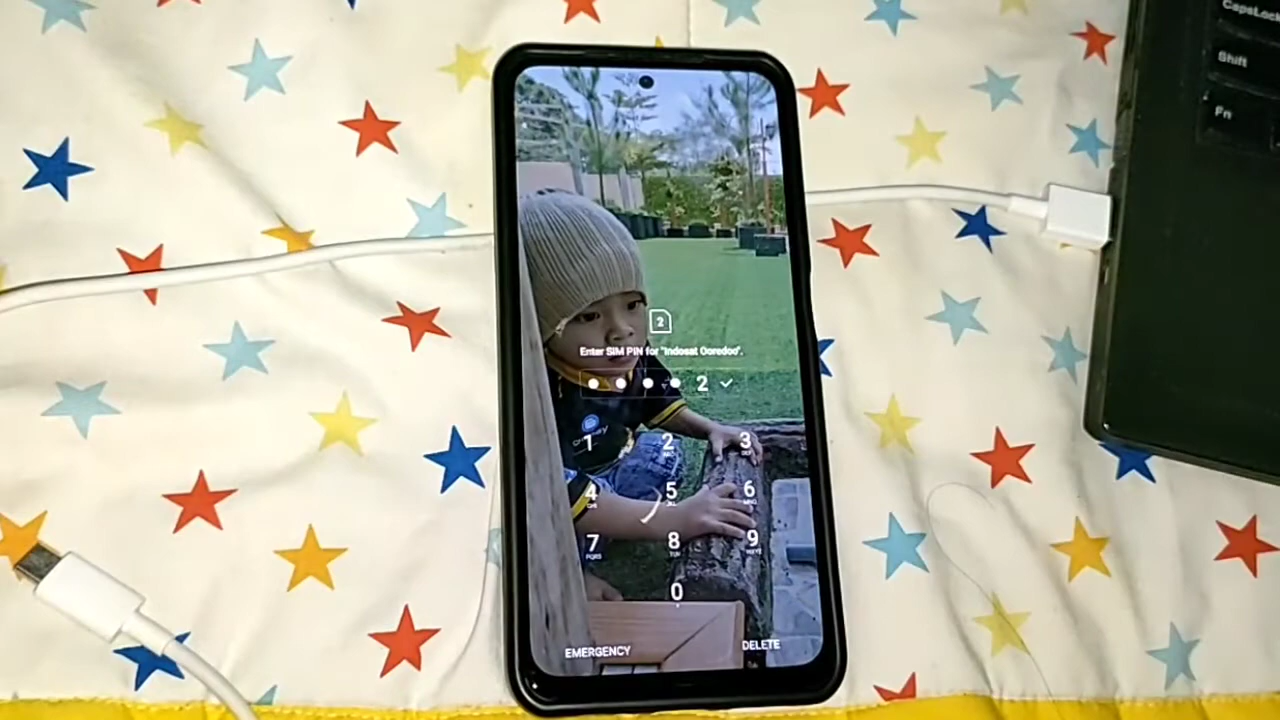 CapsLock
Shift
Fn
2
Enter SIM PIN for "Indosat Ooredoo".
2
1 2 3
4 5 6
7 8 9
0
EMERGENCY DELETE